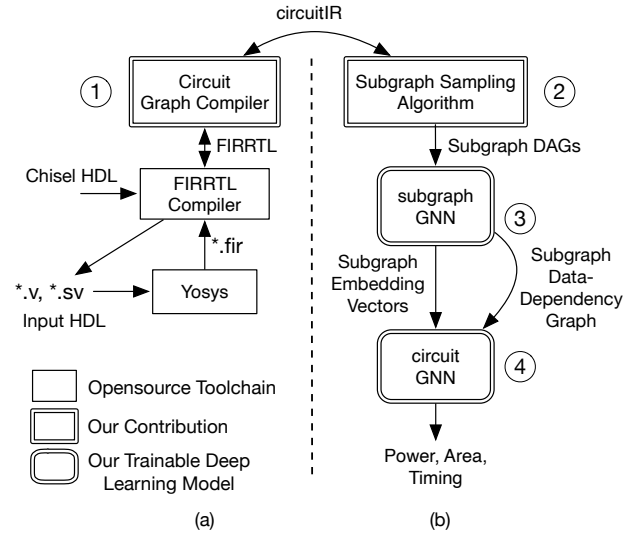 circuitIR
1
Circuit
Graph Compiler
FIRRTL
Chisel HDL
FIRRTL
Compiler
*.fir
*.v, *.sv
Input HDL
Yosys
Opensource Toolchain
Our Contribution
Our Trainable Deep
Learning Model
(a)
Subgraph Sampling
Algorithm
2
Subgraph DAGs
subgraph
GNN
3
Subgraph
Embedding
Vectors
Subgraph
Data-
Dependency
Graph
circuit
GNN
4
Power, Area,
Timing
(b)